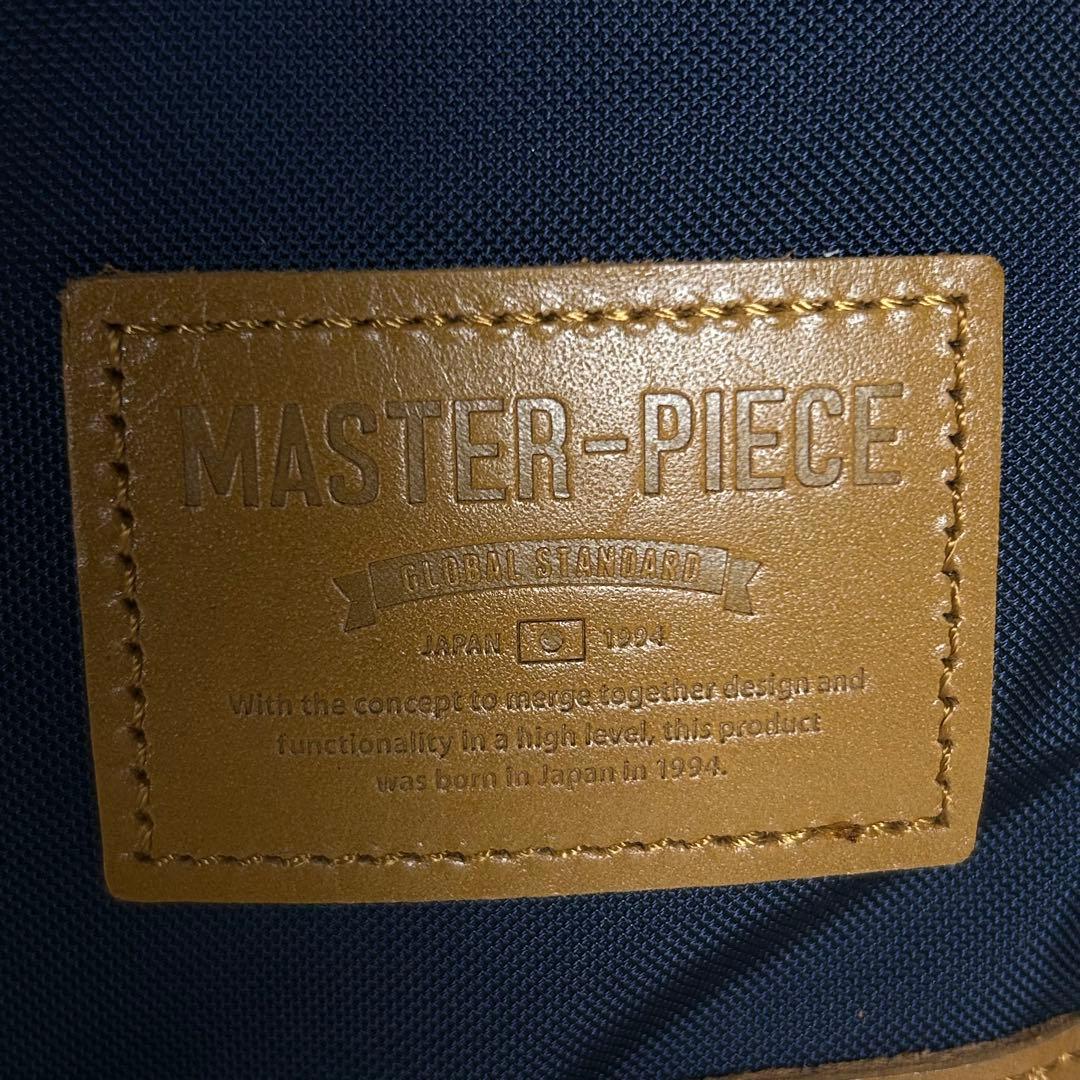 MASTER-PIECE
GLOBAL STANDARD
JAPAN 1994
With the concept to merge together design and
functionality in a high level, this product
was born in Japan in 1994.